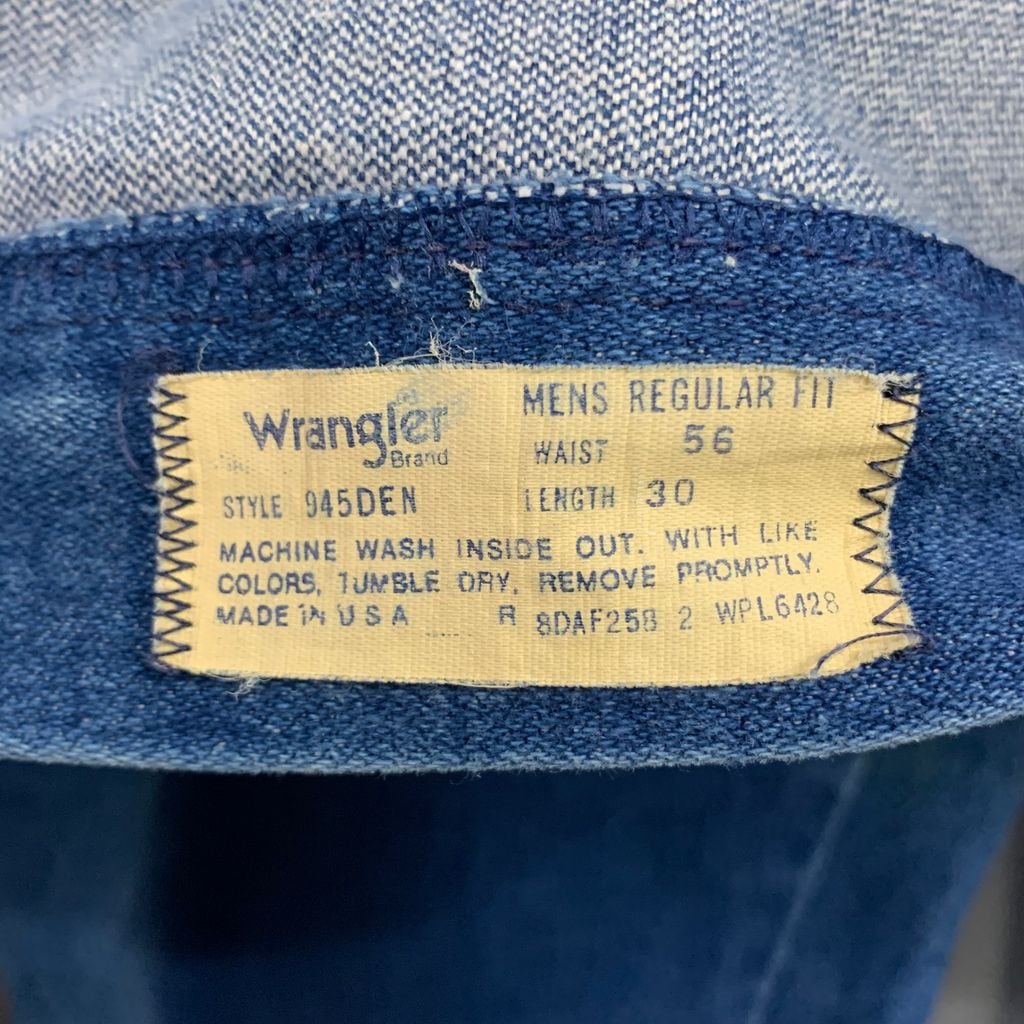 Wrangler
Brand
MENS REGULAR FIT
WAIST 56
STYLE 945DEN
LENGTH 30
MACHINE WASH INSIDE OUT. WITH LIKE
COLORS, TUMBLE DRY, REMOVE PROMPTLY.
MADE IN U S A R 8DAF258 2 WPL6428